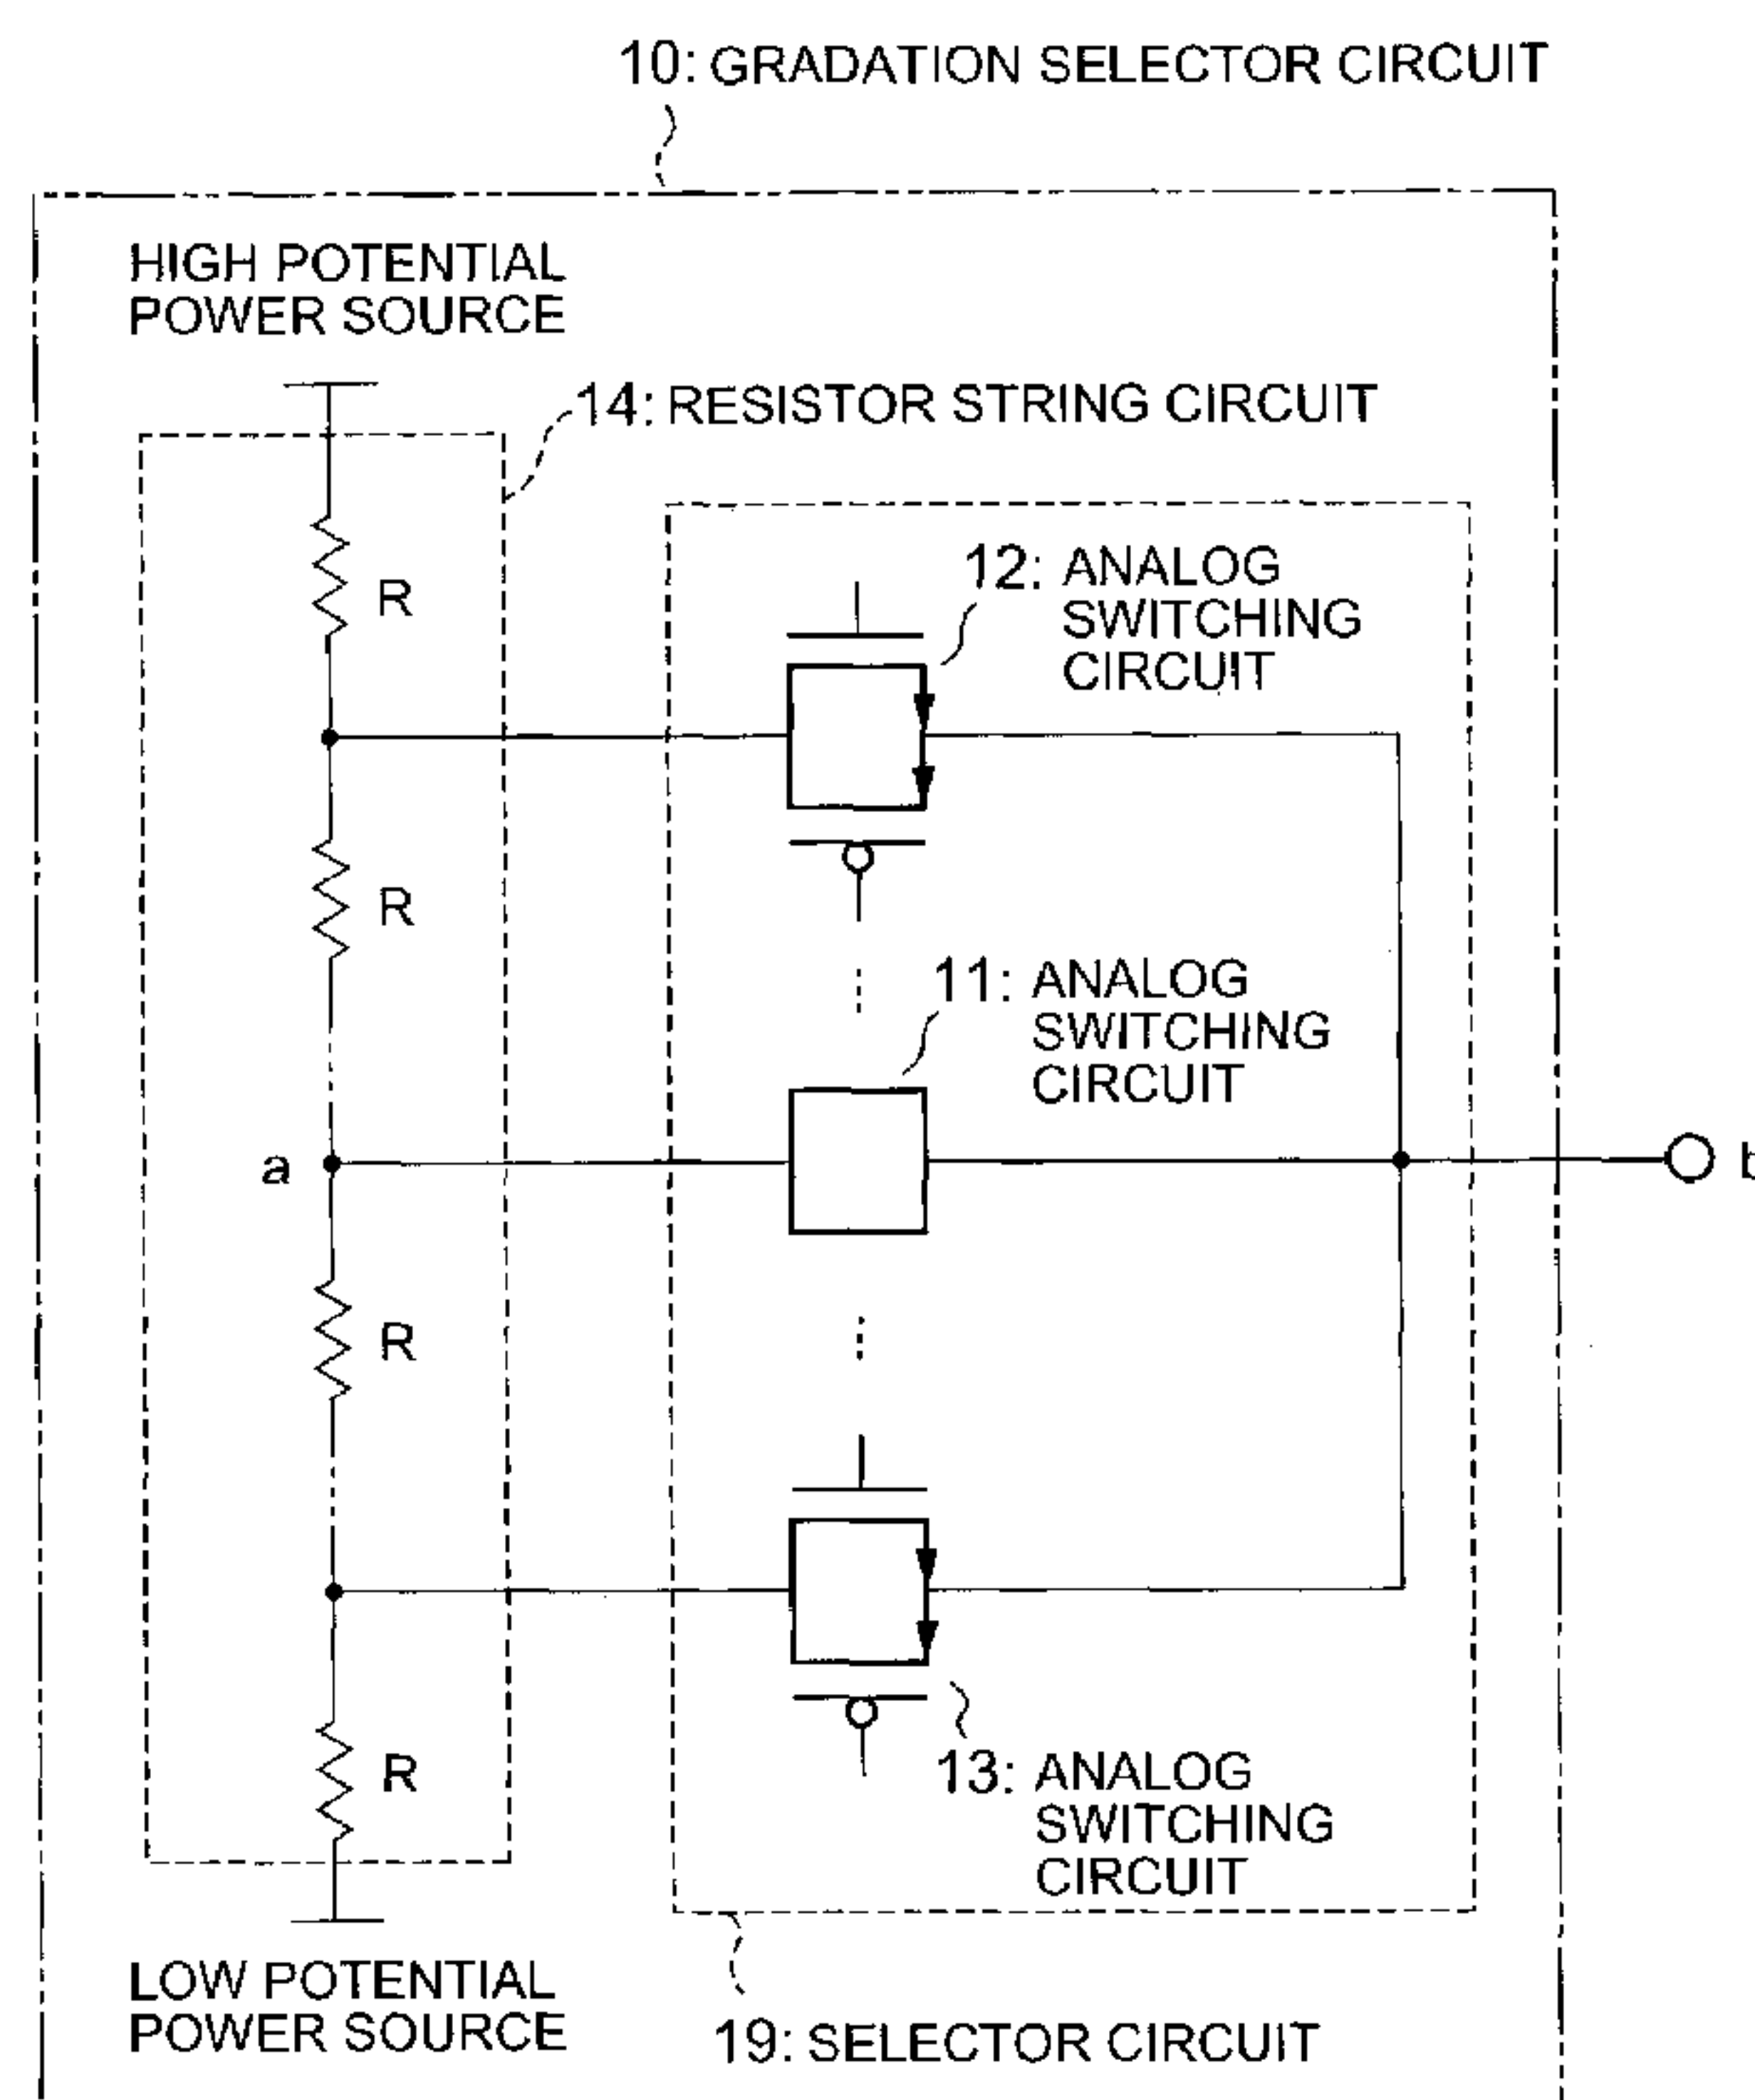 10: GRADATION SELECTOR CIRCUIT
HIGH POTENTIAL
POWER SOURCE
14: RESISTOR STRING CIRCUIT
12: ANALOG
SWITCHING
CIRCUIT
R
R
11: ANALOG
SWITCHING
CIRCUIT
a
b
R
R
13: ANALOG
SWITCHING
CIRCUIT
LOW POTENTIAL
POWER SOURCE
19: SELECTOR CIRCUIT